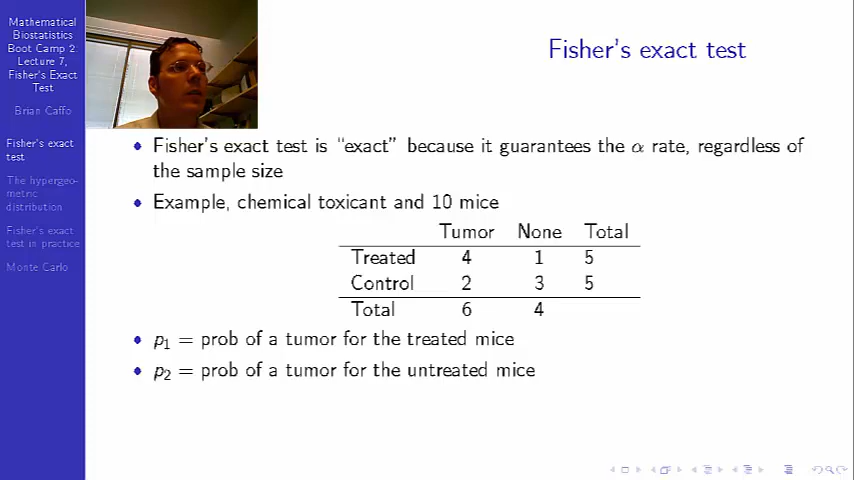 Mathematical
Biostatistics
Boot Camp 2:
Lecture 7,
Fisher's Exact
Test
Brian Caffo
Fisher's exact
test
The hypergeo-
metric
distribution
Fisher's exact
test in practice
Monte Carlo
Fisher's exact test
Fisher's exact test is “exact” because it guarantees the α rate, regardless of
the sample size
Example, chemical toxicant and 10 mice
Tumor None Total
Treated 4 1 5
Control 2 3 5
Total 6 4
p₁ = prob of a tumor for the treated mice
p₂ = prob of a tumor for the untreated mice